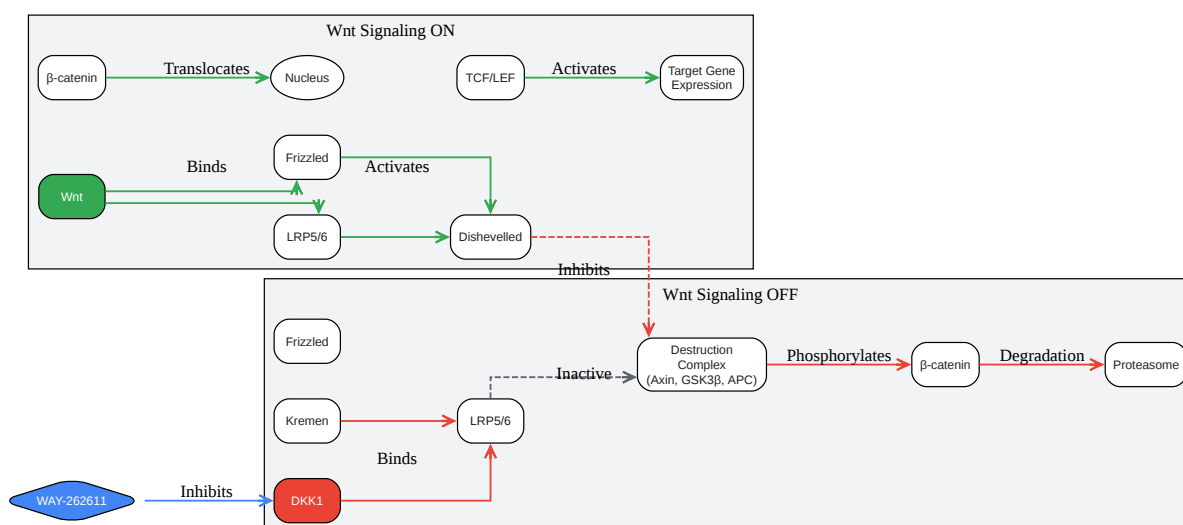 Wnt Signaling ON
β-catenin
Translocates
Nucleus
TCF/LEF
Activates
Target Gene
Expression
Wnt
Binds
Frizzled
Activates
LRP5/6
Dishevelled
Inhibits
Wnt Signaling OFF
Frizzled
Destruction
Complex
(Axin, GSK3β, APC)
Phosphorylates
β-catenin
Degradation
Proteasome
Inactive
Kremen
LRP5/6
Binds
WAY-262611
Inhibits
DKK1